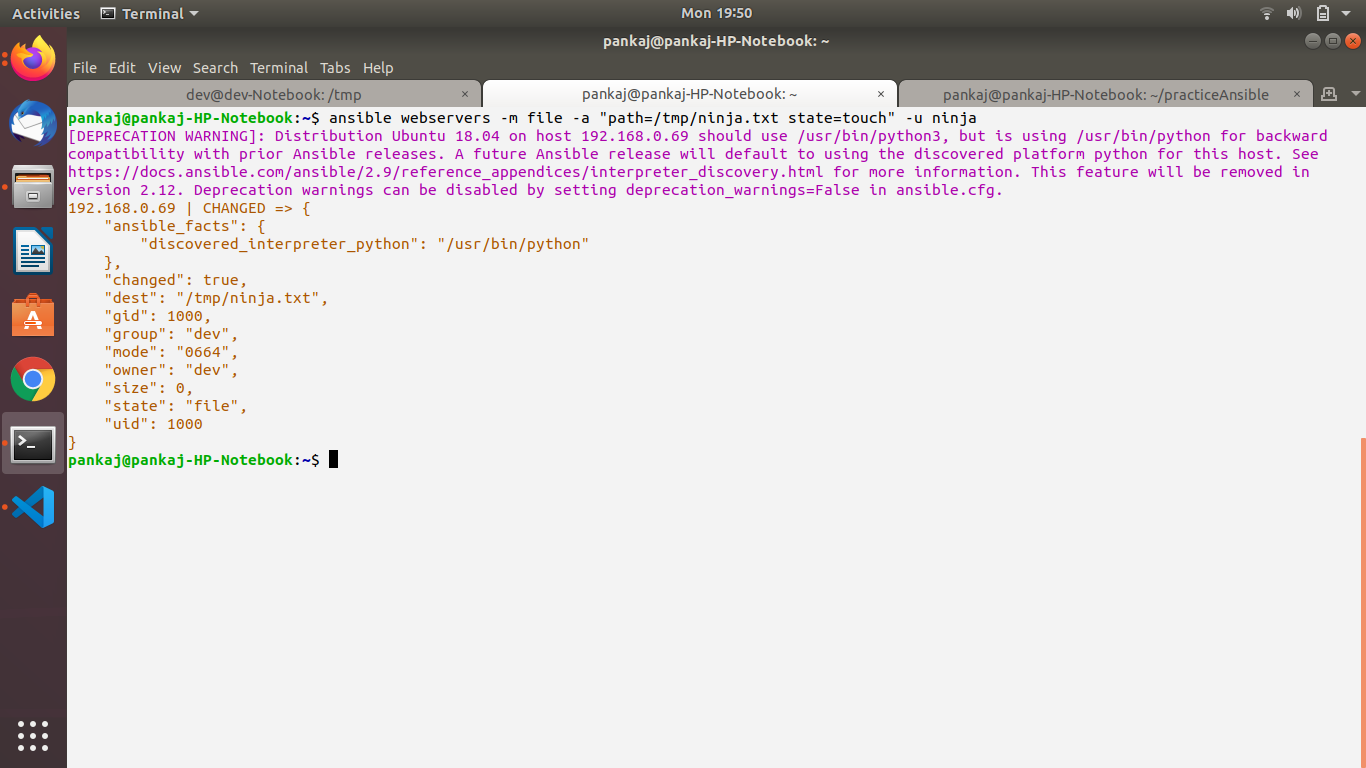 Activities Terminal Mon 19:50
pankaj@pankaj-HP-Notebook: ~
File Edit View Search Terminal Tabs Help
dev@dev-Notebook: /tmp × pankaj@pankaj-HP-Notebook: ~ × pankaj@pankaj-HP-Notebook: ~/practiceAnsible ×
pankaj@pankaj-HP-Notebook:~$ ansible webservers -m file -a "path=/tmp/ninja.txt state=touch" -u ninja
[DEPRECATION WARNING]: Distribution Ubuntu 18.04 on host 192.168.0.69 should use /usr/bin/python3, but is using /usr/bin/python for backward
compatibility with prior Ansible releases. A future Ansible release will default to using the discovered platform python for this host. See
https://docs.ansible.com/ansible/2.9/reference_appendices/interpreter_discovery.html for more information. This feature will be removed in
version 2.12. Deprecation warnings can be disabled by setting deprecation_warnings=False in ansible.cfg.
192.168.0.69 | CHANGED => {
    "ansible_facts": {
        "discovered_interpreter_python": "/usr/bin/python"
    },
    "changed": true,
    "dest": "/tmp/ninja.txt",
    "gid": 1000,
    "group": "dev",
    "mode": "0664",
    "owner": "dev",
    "size": 0,
    "state": "file",
    "uid": 1000
}
pankaj@pankaj-HP-Notebook:~$